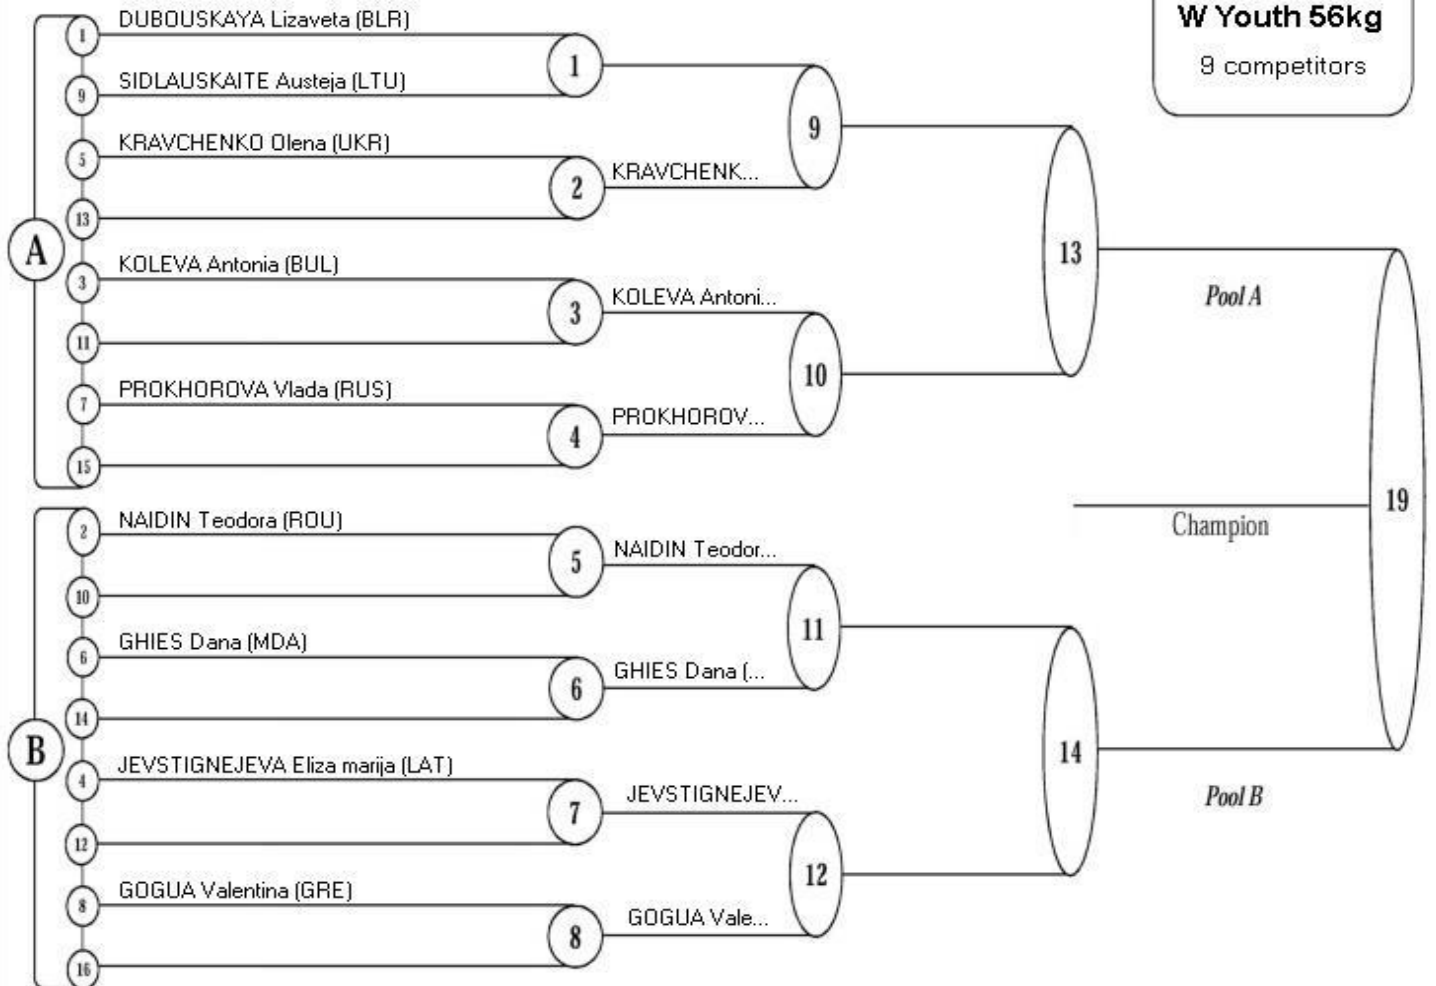 W Youth 56kg
9 competitors
A
1
DUBOUSKAYA Lizaveta (BLR)
9
SIDLAUSKAITE Austeja (LTU)
1
5
KRAVCHENKO Olena (UKR)
13
2
KRAVCHENK...
9
3
KOLEVA Antonia (BUL)
11
3
KOLEVA Antoni...
7
PROKHOROVA Vlada (RUS)
15
4
PROKHOROV...
10
13
Pool A
B
2
NAIDIN Teodora (ROU)
10
5
NAIDIN Teodor...
6
GHIES Dana (MDA)
14
6
GHIES Dana (...
11
4
JEVSTIGNEJEVA Eliza marija (LAT)
12
7
JEVSTIGNEJEV...
8
GOGUA Valentina (GRE)
16
8
GOGUA Vale...
12
14
Pool B
19
Champion